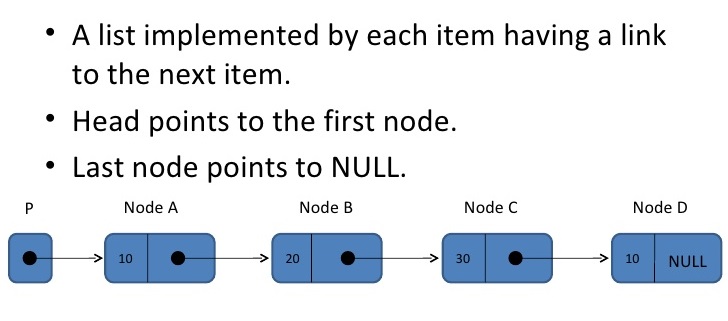 • A list implemented by each item having a link
to the next item.
• Head points to the first node.
• Last node points to NULL.
P Node A Node B Node C Node D
10 20 30 10 NULL